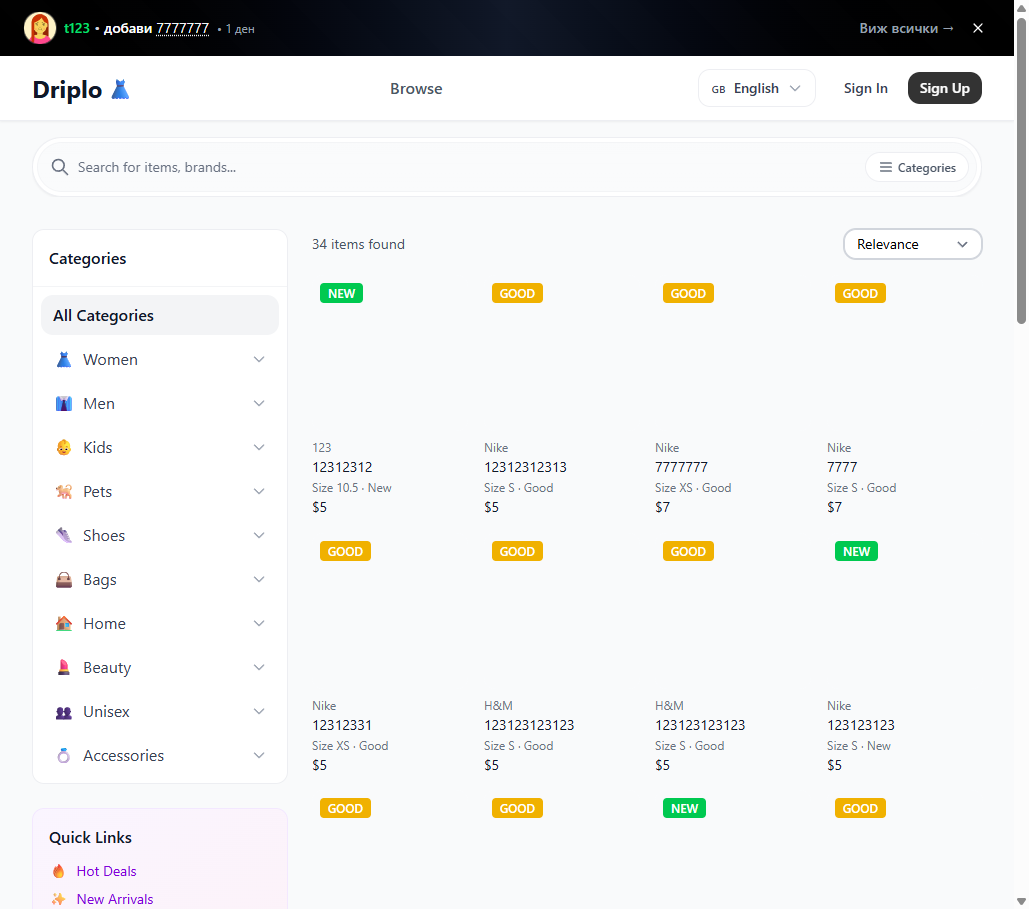 t123 • добави 7777777 • 1 ден
Виж всички →
Driplo
Browse
GB English
Sign In
Sign Up
Search for items, brands...
Categories
Categories
All Categories
Women
Men
Kids
Pets
Shoes
Bags
Home
Beauty
Unisex
Accessories
Quick Links
Hot Deals
New Arrivals
34 items found
Relevance
NEW
GOOD
GOOD
GOOD
123
12312312
Size 10.5 · New
$5
Nike
12312312313
Size S · Good
$5
Nike
7777777
Size XS · Good
$7
Nike
7777
Size S · Good
$7
GOOD
GOOD
GOOD
NEW
Nike
12312331
Size XS · Good
$5
H&M
123123123123
Size S · Good
$5
H&M
123123123123
Size S · Good
$5
Nike
123123123
Size S · New
$5
GOOD
GOOD
NEW
GOOD